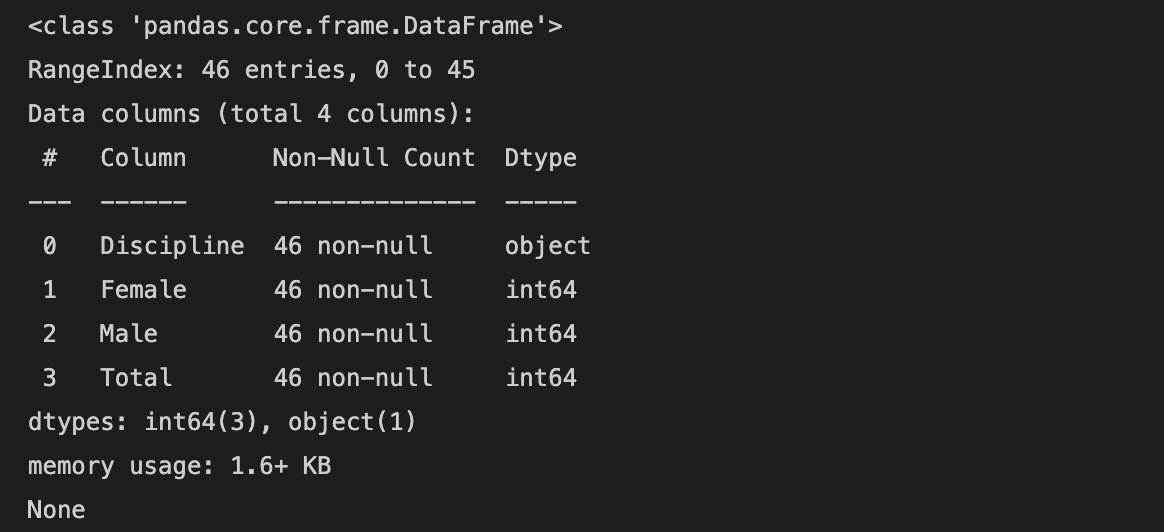 <class 'pandas.core.frame.DataFrame'>
RangeIndex: 46 entries, 0 to 45
Data columns (total 4 columns):
 #   Column      Non-Null Count  Dtype
---  ------      --------------  -----
 0   Discipline  46 non-null     object
 1   Female      46 non-null     int64
 2   Male        46 non-null     int64
 3   Total       46 non-null     int64
dtypes: int64(3), object(1)
memory usage: 1.6+ KB
None